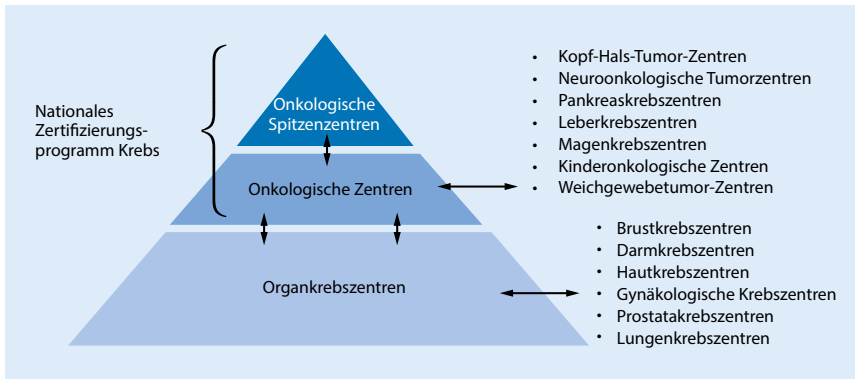 Nationales
Zertifizierungs-
programm Krebs
Onkologische
Spitzenzentren
Onkologische Zentren
Organkrebszentren
• Kopf-Hals-Tumor-Zentren
• Neuroonkologische Tumorzentren
• Pankreaskrebszentren
• Leberkrebszentren
• Magenkrebszentren
• Kinderonkologische Zentren
• Weichgewebetumor-Zentren
• Brustkrebszentren
• Darmkrebszentren
• Hautkrebszentren
• Gynäkologische Krebszentren
• Prostatakrebszentren
• Lungenkrebszentren